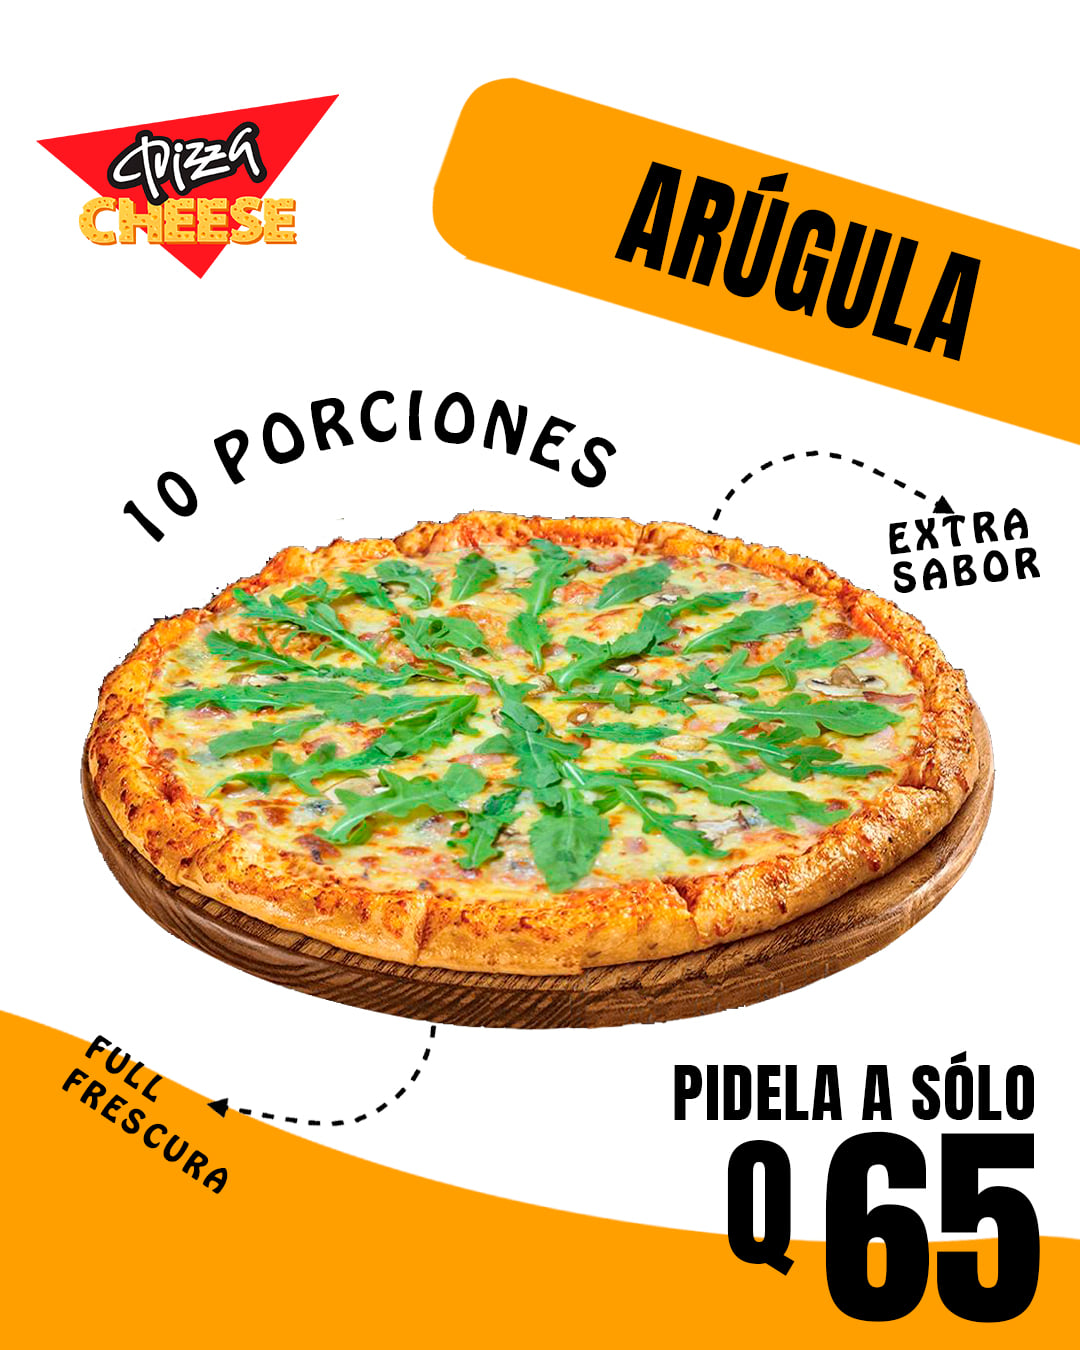 Pizza
CHEESE
ARÚGULA
10 PORCIONES
EXTRA
SABOR
FULL
FRESCURA
PIDELA A SÓLO
Q 65